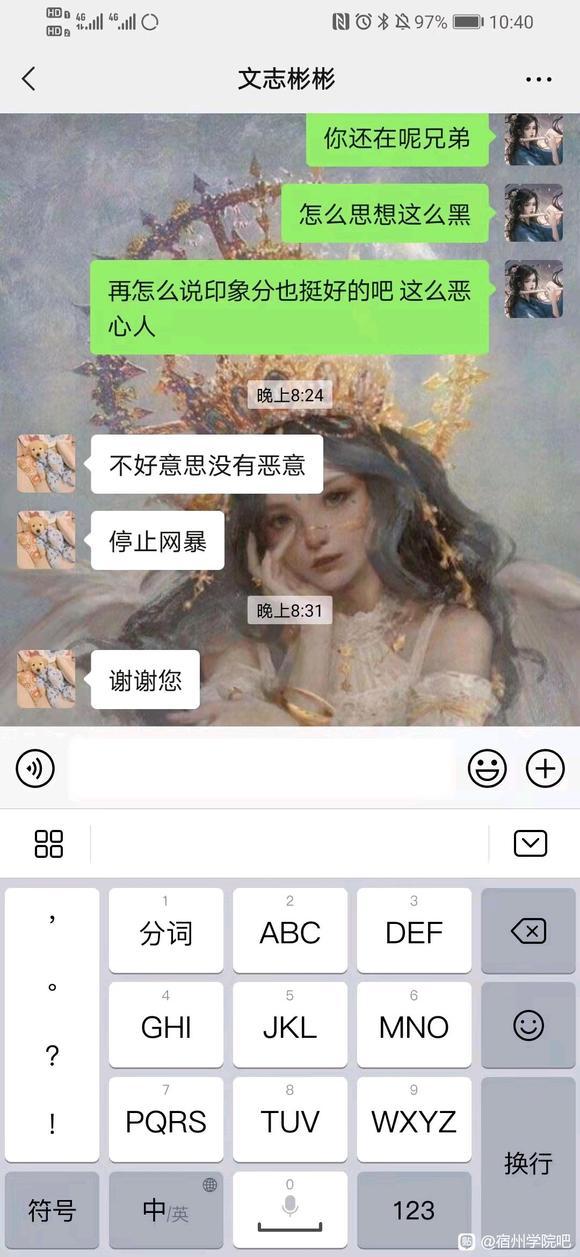 HD 1 4G 4G 97% 10:40
HD 2
文志彬彬
你还在呢兄弟
怎么思想这么黑
再怎么说印象分也挺好的吧 这么恶
心人
晚上8:24
不好意思没有恶意
停止网暴
晚上8:31
谢谢您
，
。
?
!
1
分词
2
ABC
3
DEF
4
GHI
5
JKL
6
MNO
7
PQRS
8
TUV
9
WXYZ
换行
符号
中/英
0
123
贴 @宿州学院吧